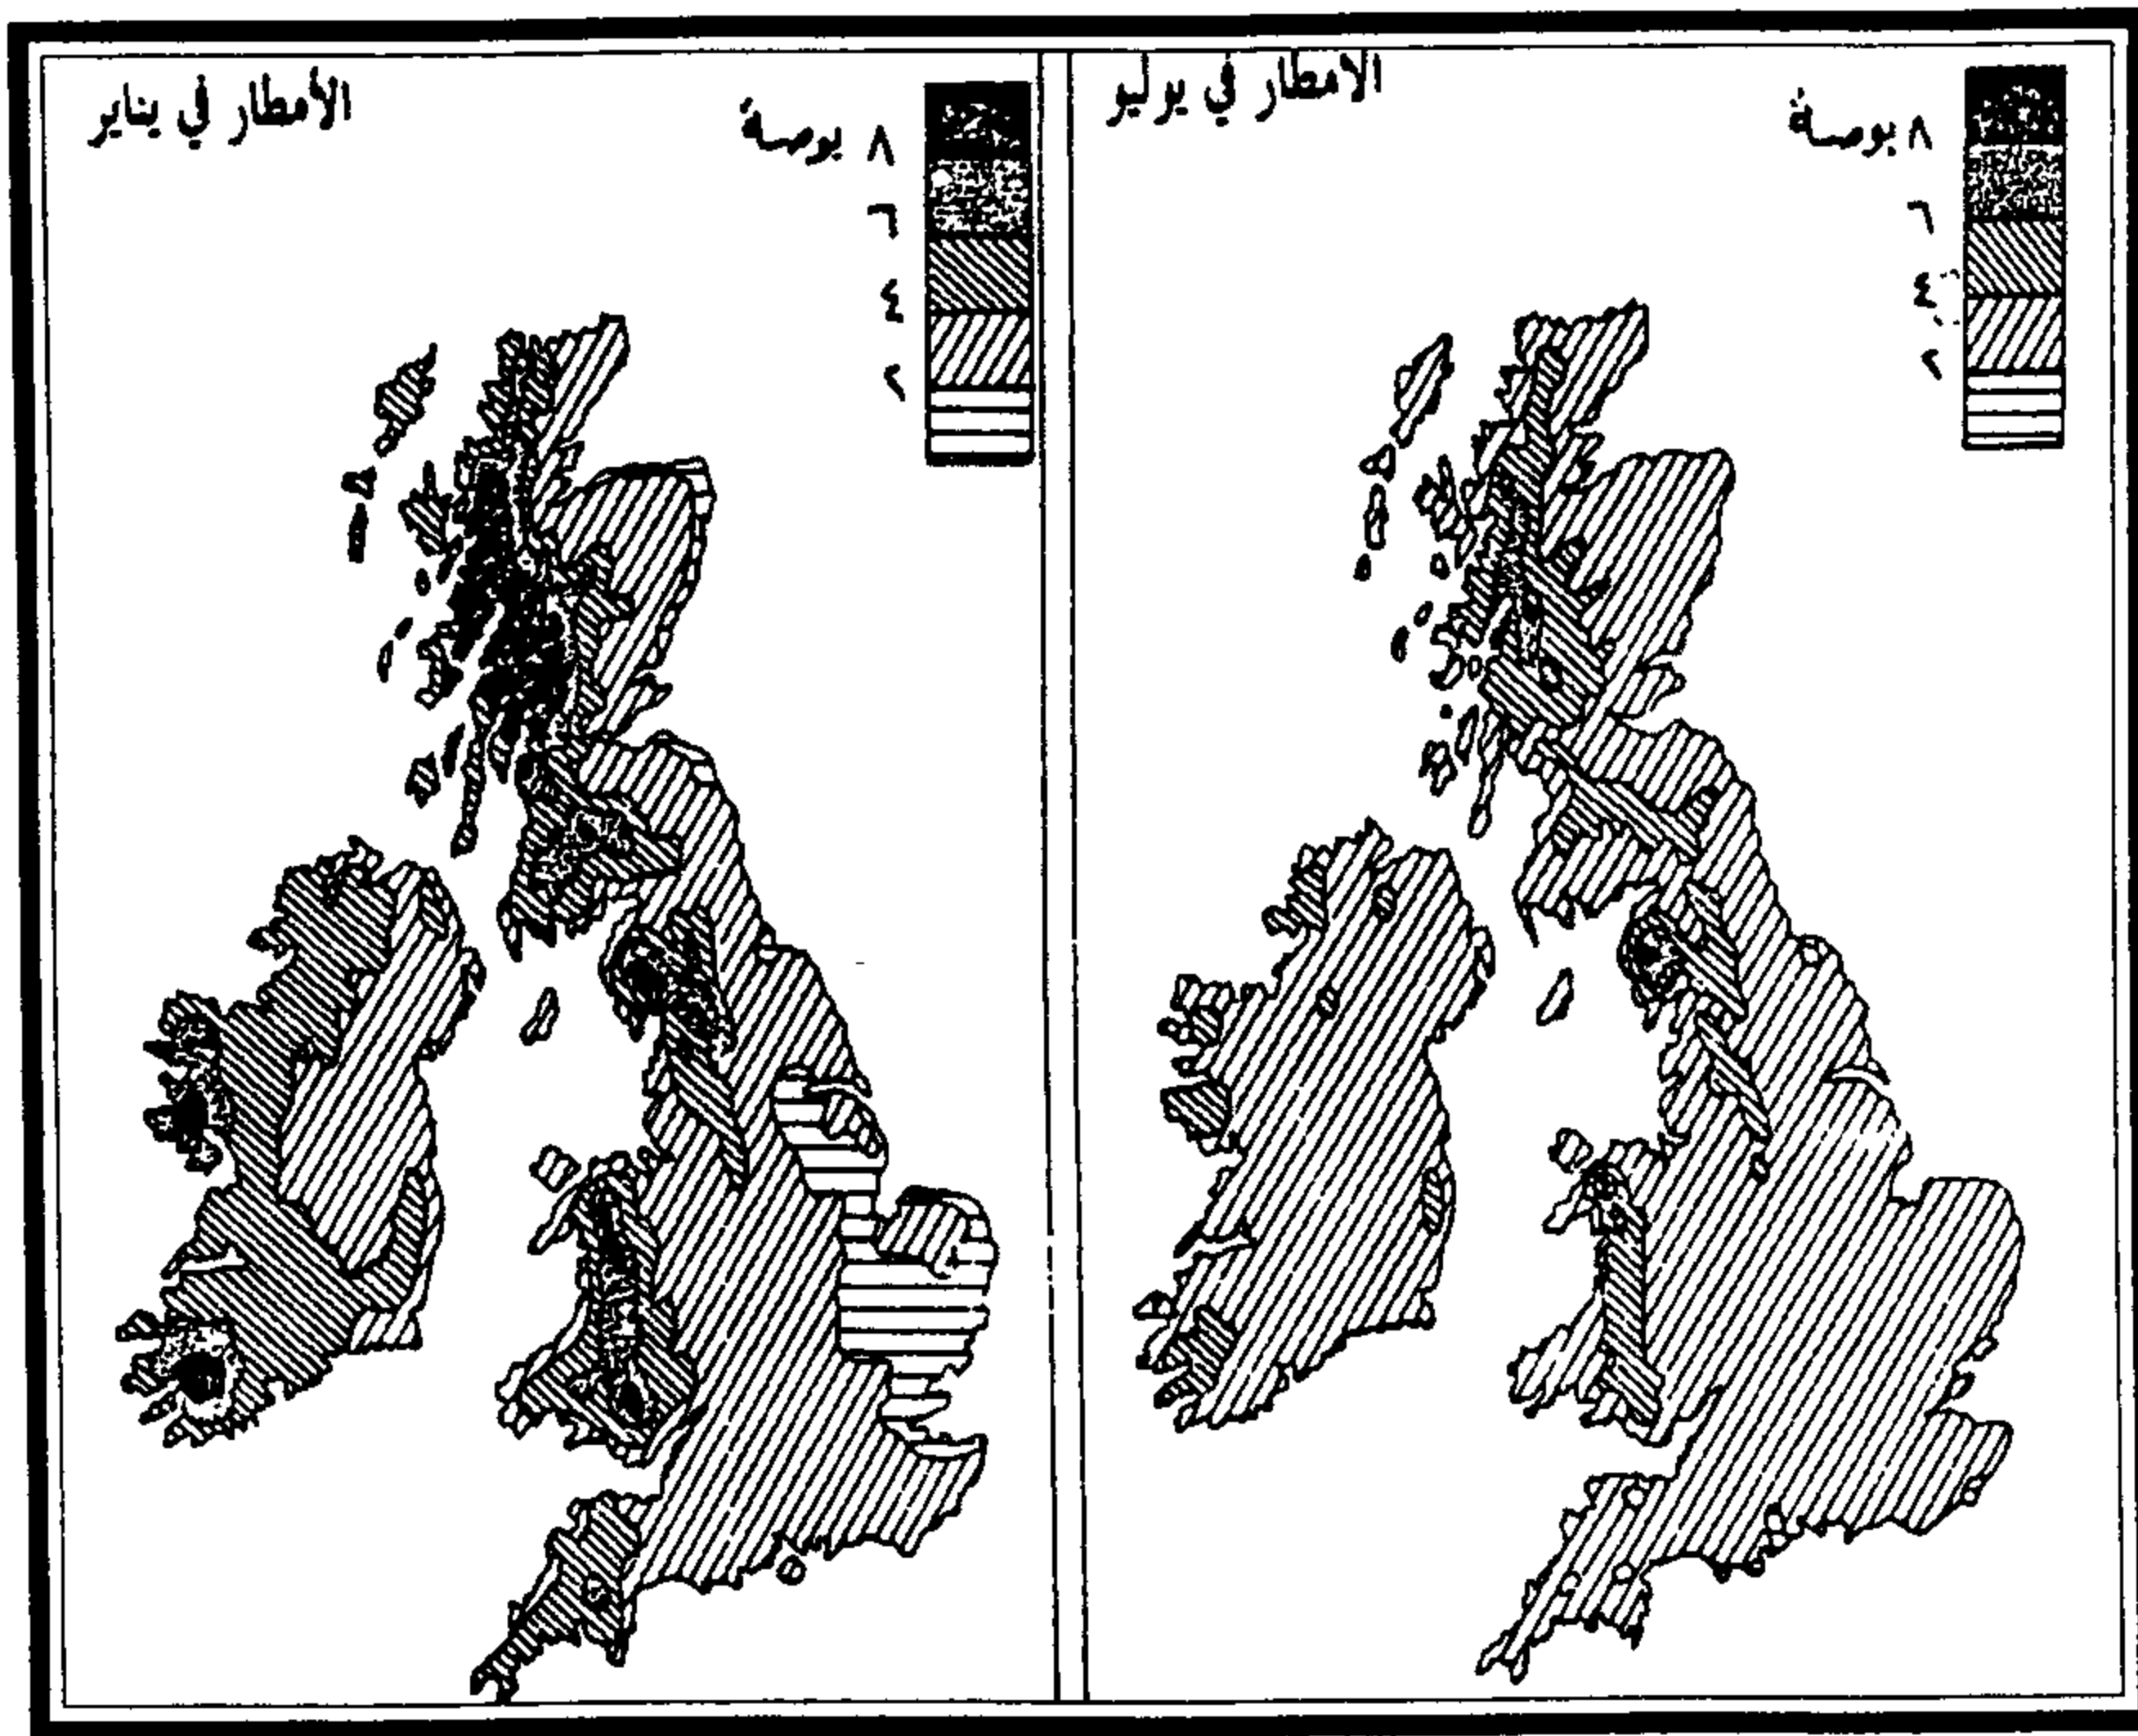 الأمطار في يوليو
٨ بوصة
٦
٤
٢
الأمطار في يناير
٨ بوصة
٦
٤
٢